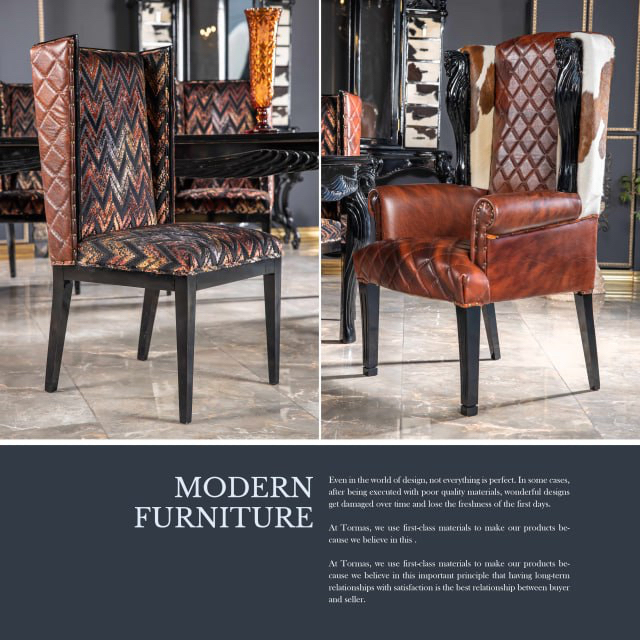 MODERN
FURNITURE
Even in the world of design, not everything is perfect. In some cases,
after being executed with poor quality materials, wonderful designs
get damaged over time and lose the freshness of the first days.
At Tormas, we use first-class materials to make our products be-
cause we believe in this .
At Tormas, we use first-class materials to make our products be-
cause we believe in this important principle that having long-term
relationships with satisfaction is the best relationship between buyer
and seller.